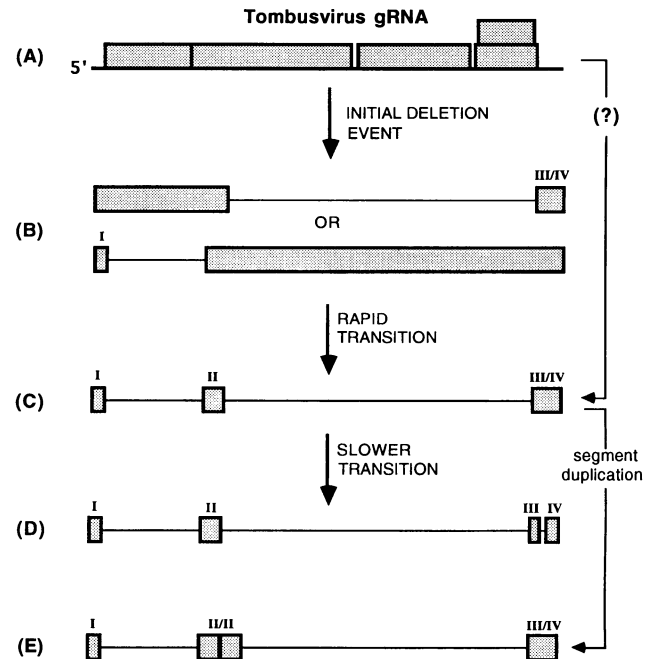 Tombusvirus gRNA
(A)
5'
(?)
INITIAL DELETION
EVENT
III/IV
(B)
OR
I
RAPID
TRANSITION
I II III/IV
(C)
SLOWER
TRANSITION
segment
duplication
I II III IV
(D)
I II/II III/IV
(E)